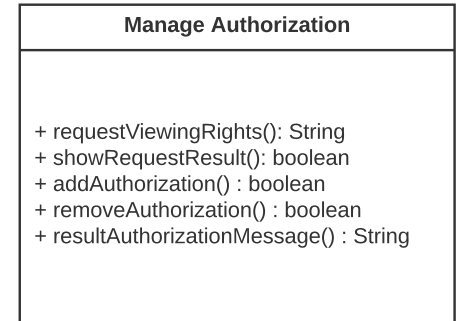 Manage Authorization
+ requestViewingRights(): String
+ showRequestResult(): boolean
+ addAuthorization() : boolean
+ removeAuthorization() : boolean
+ resultAuthorizationMessage() : String